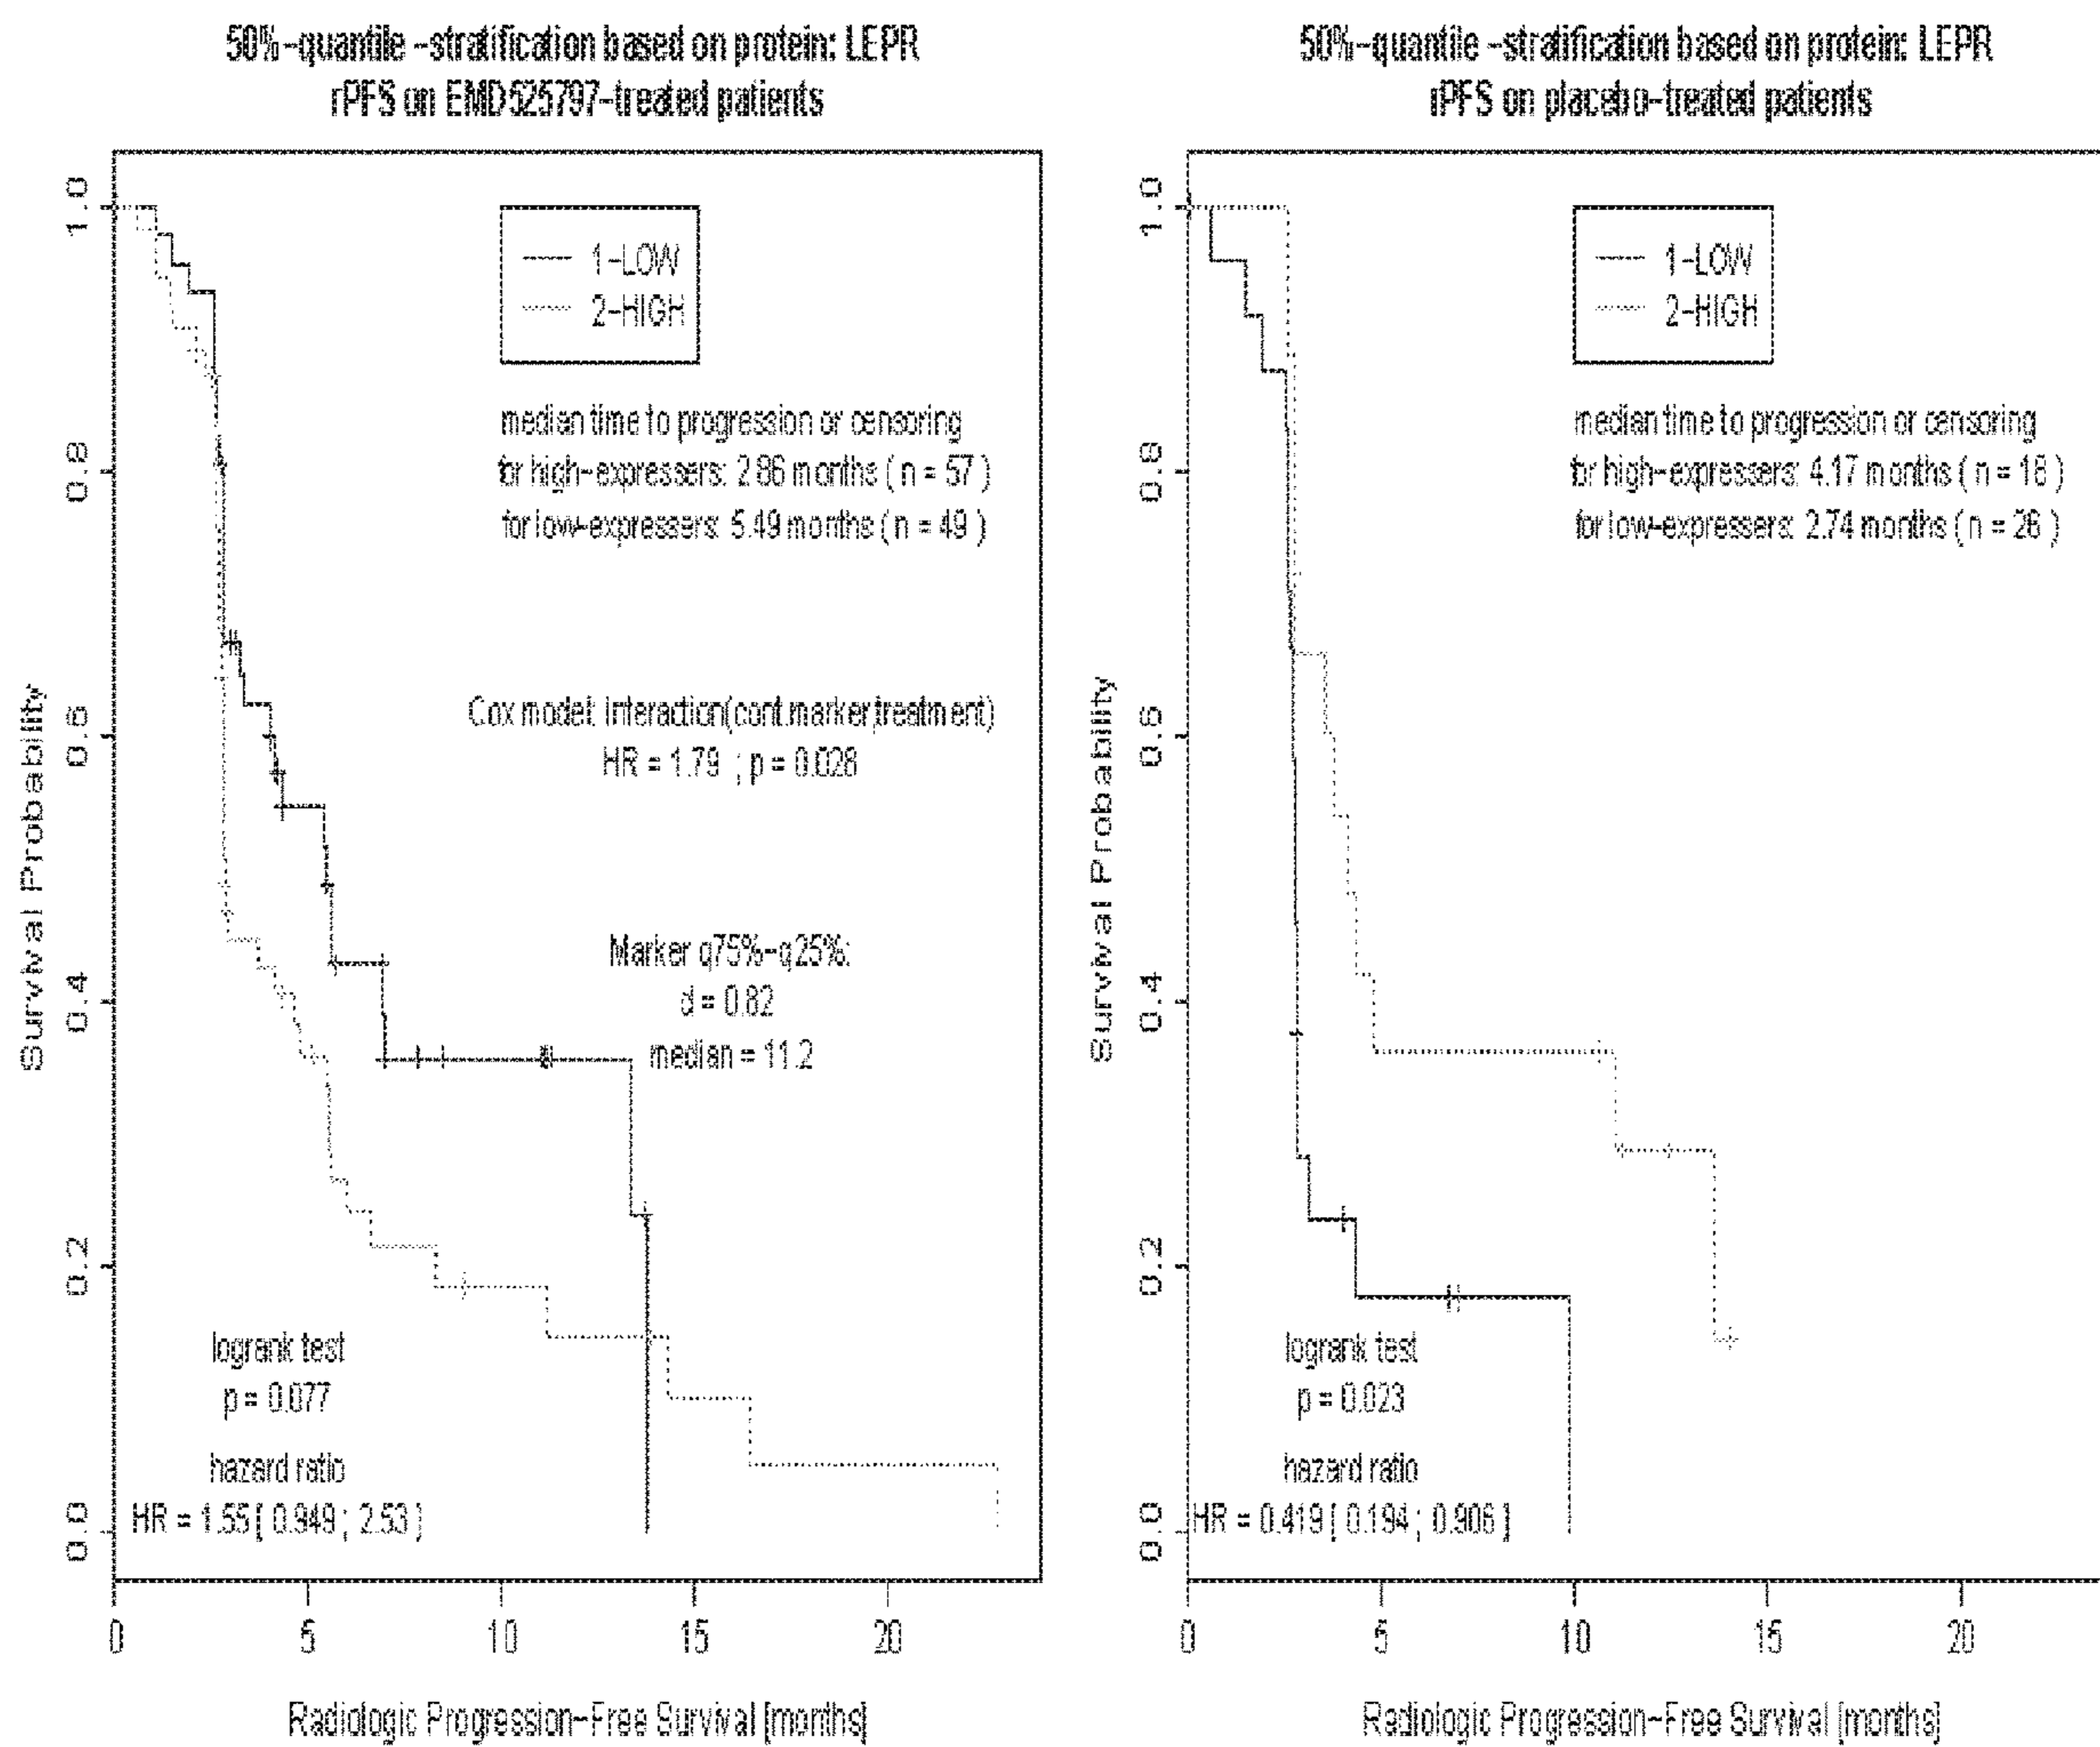 50%-quantile -stratification based on protein: LEPR
rPFS on EMD525797-treated patients
1.0
0.8
0.6
0.4
0.2
0.0
Survival Probability
1-LOW
2-HIGH
median time to progression or censoring
for high-expressers: 2.86 months ( n = 57 )
for low-expressers: 5.49 months ( n = 49 )
Cox model: Interaction(cont.marker,treatment)
HR = 1.79 ; p = 0.028
Marker q75%-q25%:
d = 0.82
median = 11.2
logrank test
p = 0.077
hazard ratio
HR = 1.55 [ 0.949 ; 2.53 ]
0 5 10 15 20
Radiologic Progression-Free Survival [months]
50%-quantile -stratification based on protein: LEPR
rPFS on placebo-treated patients
1.0
0.8
0.6
0.4
0.2
0.0
Survival Probability
1-LOW
2-HIGH
median time to progression or censoring
for high-expressers: 4.17 months ( n = )
for low-expressers: 2.74 months ( n = )
logrank test
p = 0.023
hazard ratio
HR = 0.419 [ 0.194 ; 0.906 ]
0 5 10 15 20
Radiologic Progression-Free Survival [months]